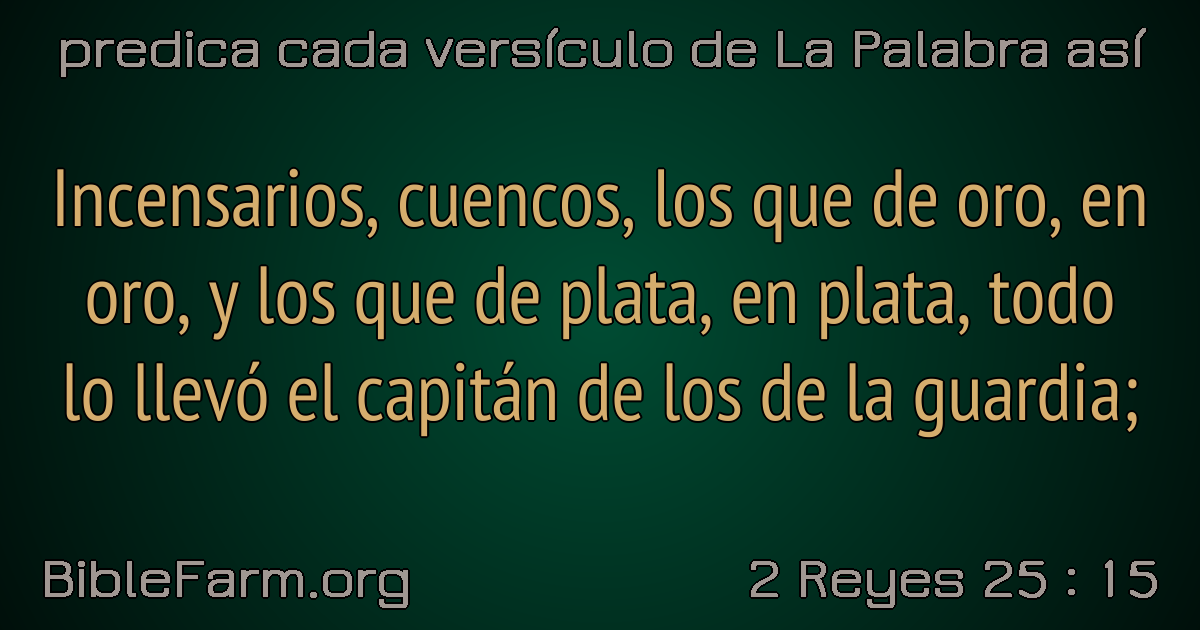 predica cada versículo de La Palabra así
Incensarios, cuencos, los que de oro, en
oro, y los que de plata, en plata, todo
lo llevó el capitán de los de la guardia;
BibleFarm.org
2 Reyes 25 : 15